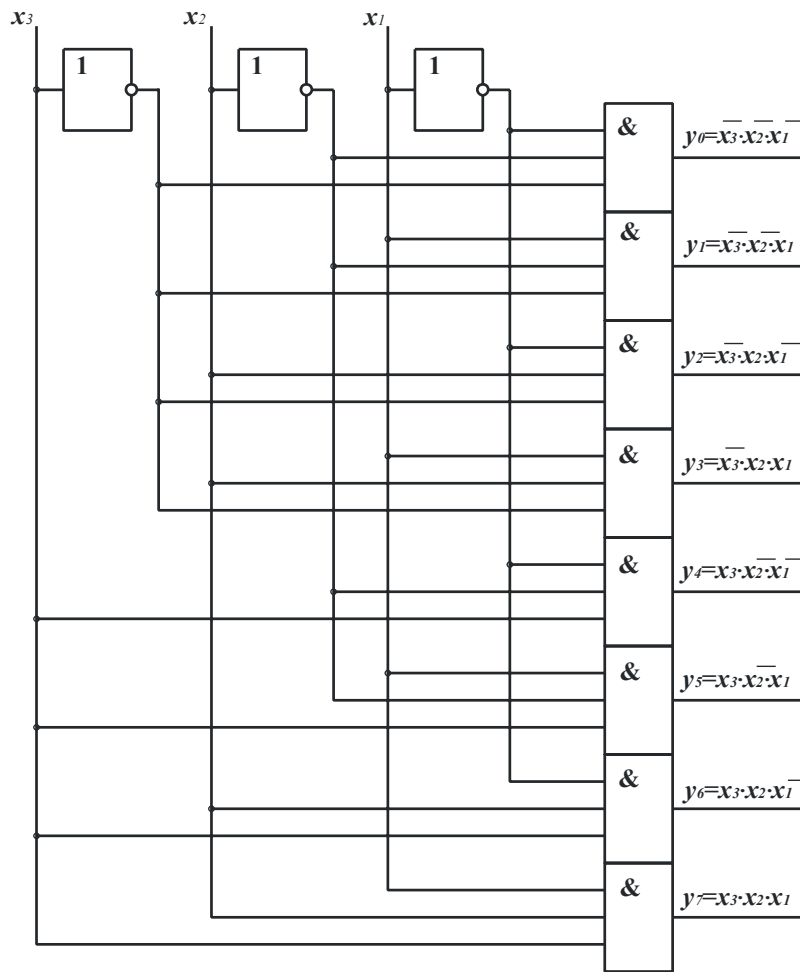 x₃ x₂ x₁
1 1 1
& y₀=x̅₃·x̅₂·x̅₁
& y₁=x̅₃·x̅₂·x₁
& y₂=x̅₃·x₂·x̅₁
& y₃=x̅₃·x₂·x₁
& y₄=x₃·x̅₂·x̅₁
& y₅=x₃·x̅₂·x₁
& y₆=x₃·x₂·x̅₁
& y₇=x₃·x₂·x₁